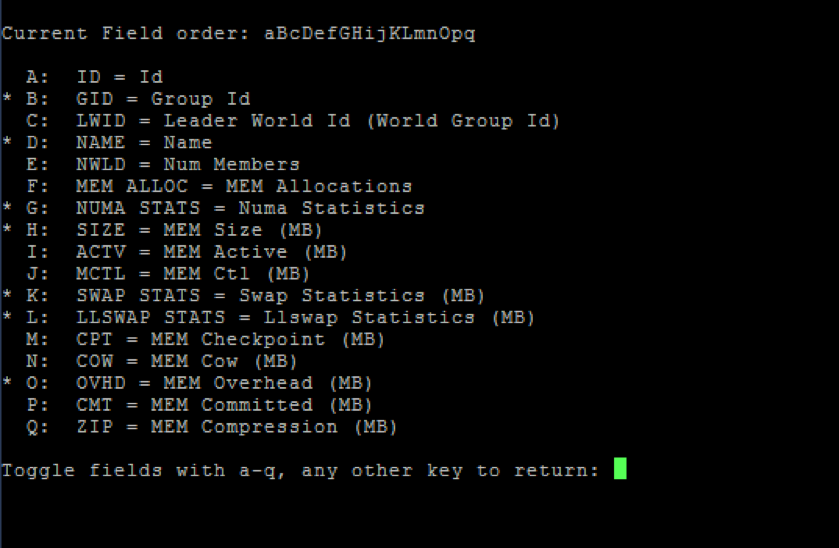 Current Field order: aBcDefGHijKLmnOpq
A: ID = Id
* B: GID = Group Id
C: LWID = Leader World Id (World Group Id)
* D: NAME = Name
E: NWLD = Num Members
F: MEM ALLOC = MEM Allocations
* G: NUMA STATS = Numa Statistics
* H: SIZE = MEM Size (MB)
I: ACTV = MEM Active (MB)
J: MCTL = MEM Ctl (MB)
* K: SWAP STATS = Swap Statistics (MB)
* L: LLSWAP STATS = Llswap Statistics (MB)
M: CPT = MEM Checkpoint (MB)
N: COW = MEM Cow (MB)
* O: OVHD = MEM Overhead (MB)
P: CMT = MEM Committed (MB)
Q: ZIP = MEM Compression (MB)
Toggle fields with a-q, any other key to return: